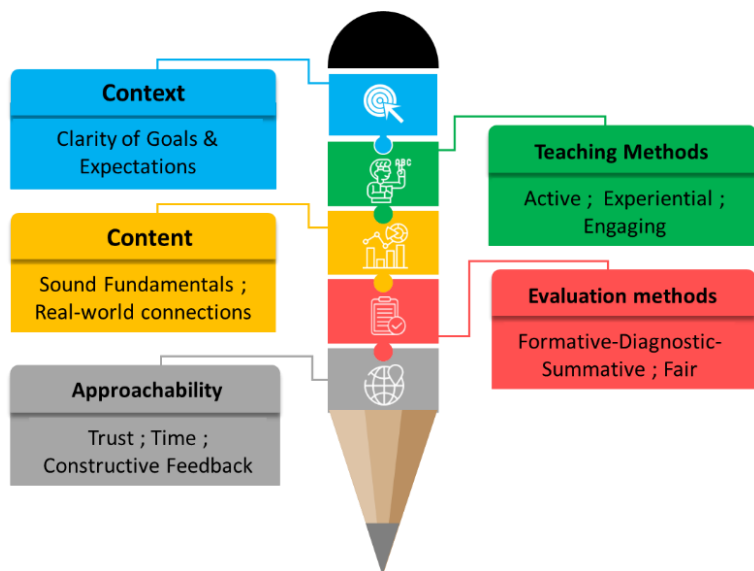 Context
Clarity of Goals &
Expectations
ABC
Teaching Methods
Active ; Experiential ;
Engaging
Content
Sound Fundamentals ;
Real-world connections
Evaluation methods
Formative-Diagnostic-
Summative ; Fair
Approachability
Trust ; Time ;
Constructive Feedback